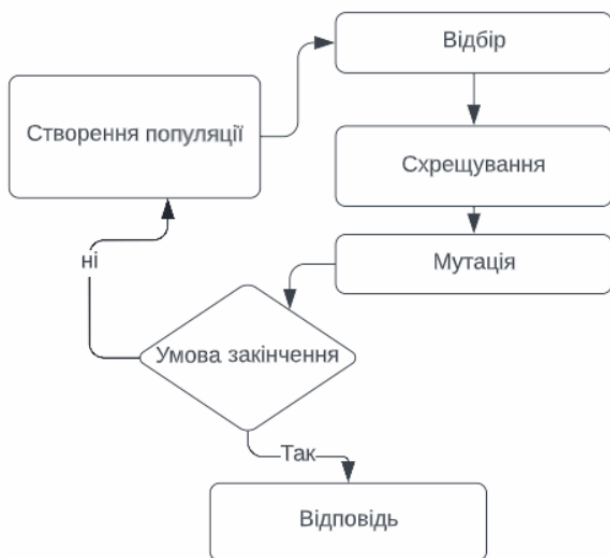 Відбір
Створення популяції
Схрещування
Мутація
ні
Умова закінчення
Так
Відповідь